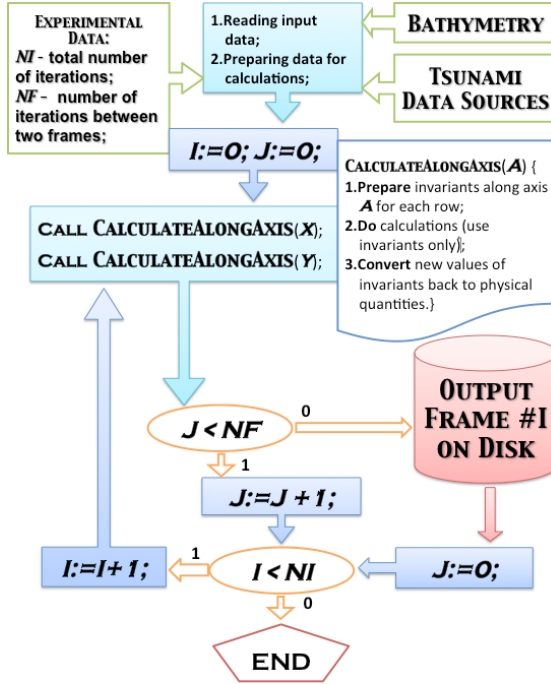 EXPERIMENTAL
DATA:
NI - total number
of iterations;
NF - number of
iterations between
two frames;
1.Reading input
data;
2.Preparing data for
calculations;
BATHYMETRY
TSUNAMI
DATA SOURCES
I:=0; J:=0;
CALCULATEALONGAXIS(A) {
1.Prepare invariants along axis
A for each row;
2.Do calculations (use
invariants only);
3.Convert new values of
invariants back to physical
quantities.}
CALL CALCULATEALONGAXIS(X);
CALL CALCULATEALONGAXIS(Y);
J < NF
0
1
OUTPUT
FRAME #I
ON DISK
J:=J +1;
I:=I+1;
1
I < NI
J:=0;
0
END